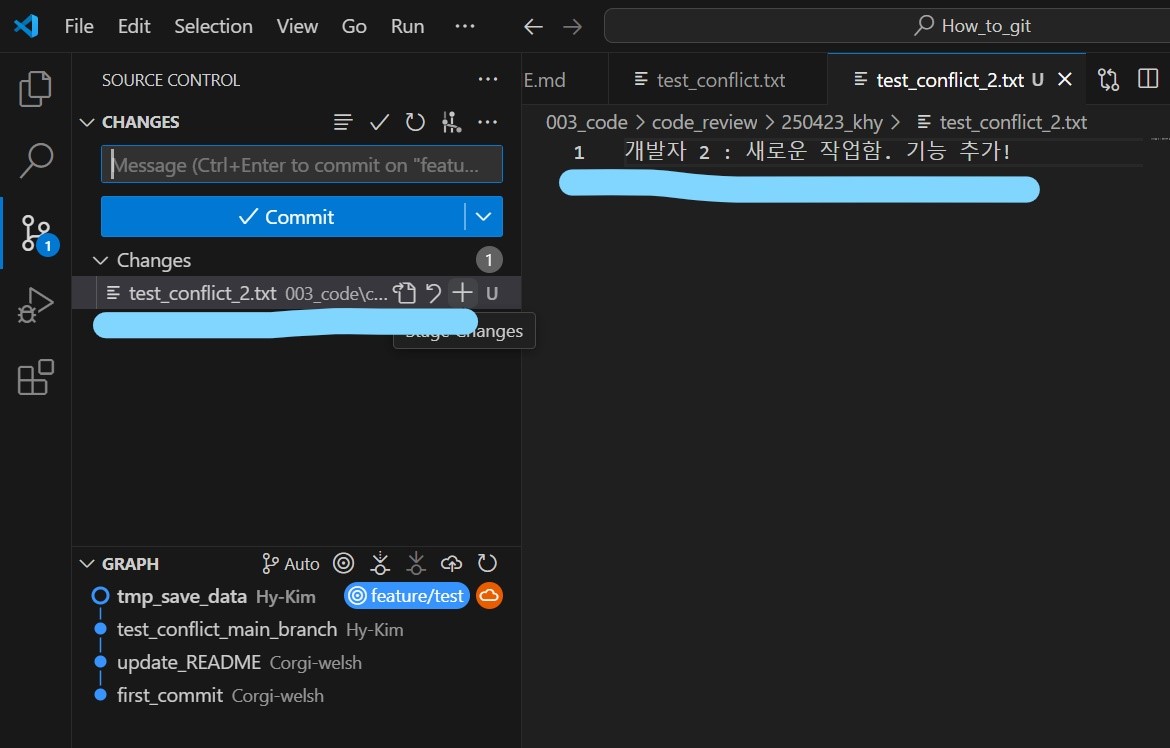 File Edit Selection View Go Run ··· How_to_git
SOURCE CONTROL ···
E.md test_conflict.txt test_conflict_2.txt U
CHANGES ···
003_code > code_review > 250423_khy > test_conflict_2.txt
1 개발자 2 : 새로운 작업함. 기능 추가!
Message (Ctrl+Enter to commit on "featu...
Commit
Changes 1
test_conflict_2.txt 003_code\c... U
Stage Changes
1
GRAPH Auto
tmp_save_data Hy-Kim feature/test
test_conflict_main_branch Hy-Kim
update_README Corgi-welsh
first_commit Corgi-welsh